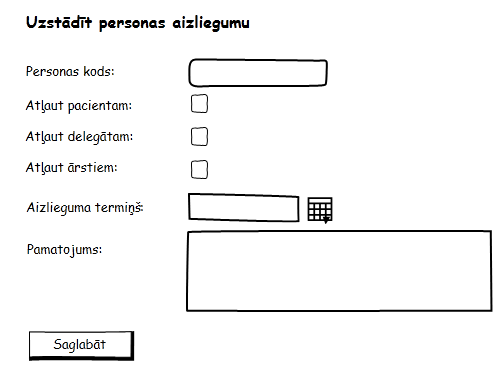 Uzstādīt personas aizliegumu
Personas kods:
Atļaut pacientam:
Atļaut delegātam:
Atļaut ārstiem:
Aizlieguma termiņš:
Pamatojums:
Saglabāt